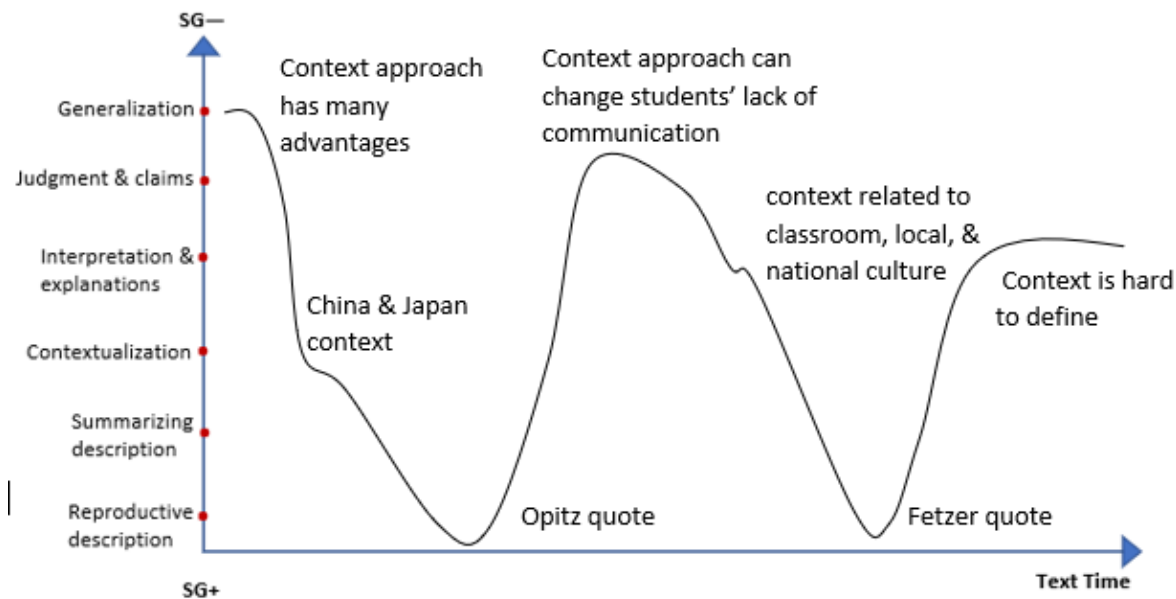 SG—
Generalization
Judgment & claims
Interpretation &
explanations
Contextualization
Summarizing
description
Reproductive
description
SG+
Context approach
has many
advantages
China & Japan
context
Opitz quote
Context approach can
change students’ lack of
communication
context related to
classroom, local, &
national culture
Fetzer quote
Context is hard
to define
Text Time